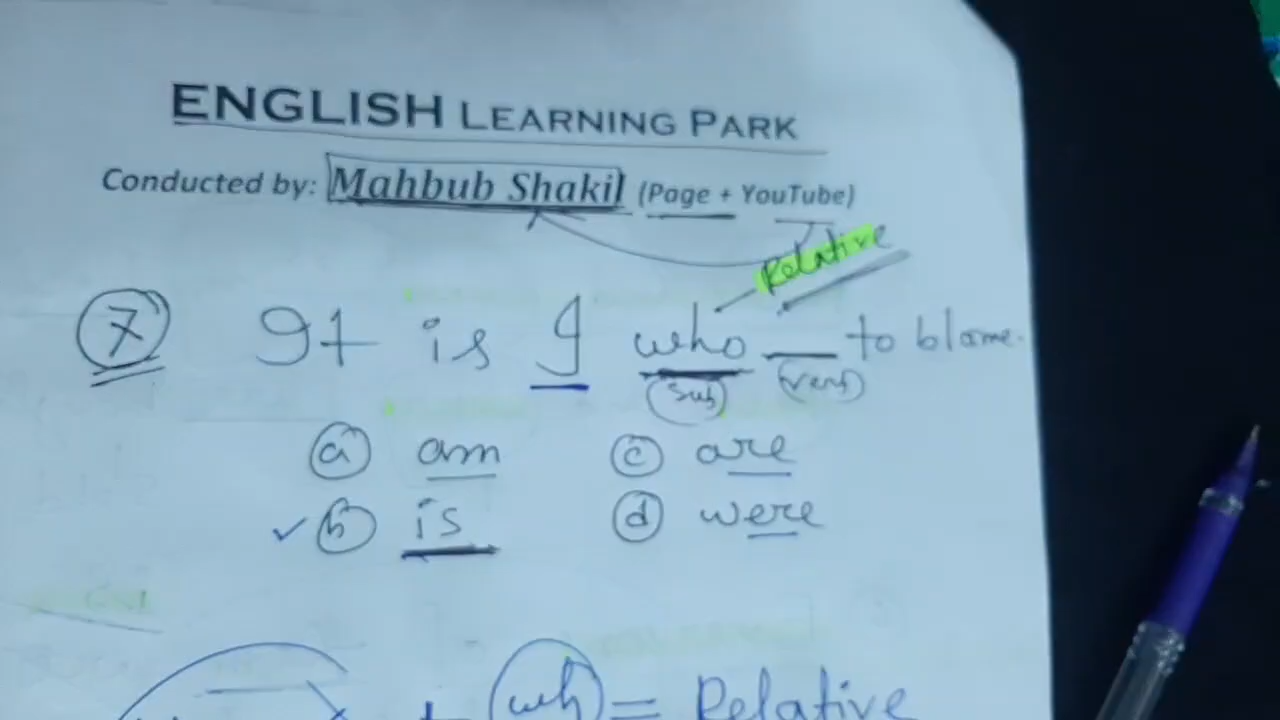 ENGLISH LEARNING PARK
Conducted by: Mahbub Shakil (Page + YouTube)
Relative
7 It is I who __ to blame.
sub verb
a am c are
✓ b is d were
+ wh = Relative